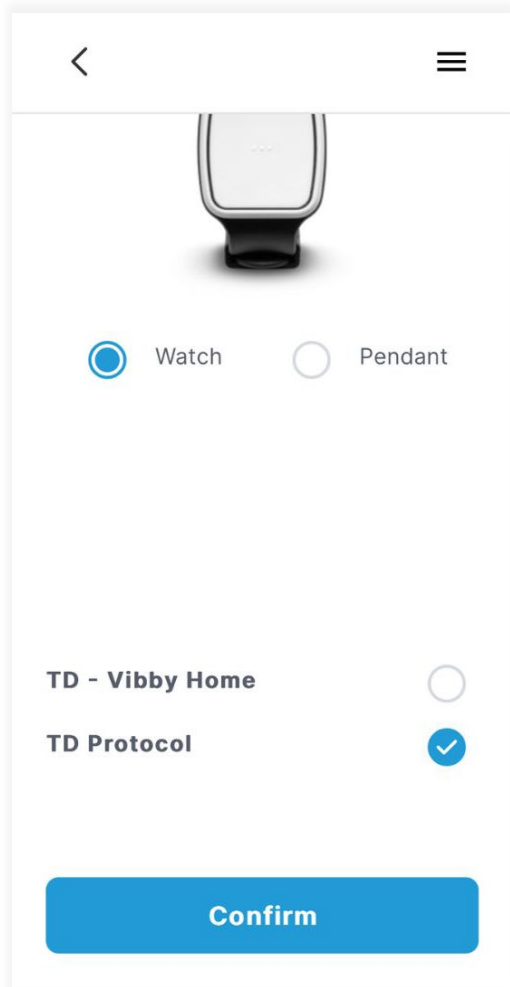 Watch
Pendant
TD - Vibby Home
TD Protocol
Confirm